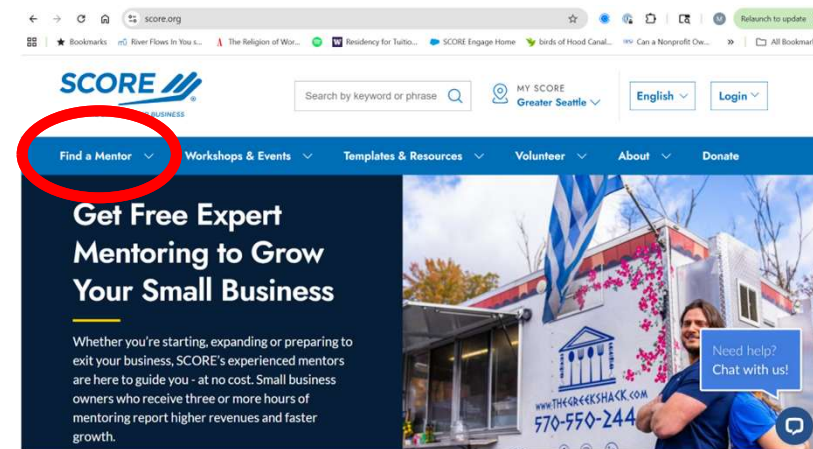 score.org
Relaunch to update
Bookmarks River Flows In You s... The Religion of Wor... Residency for Tuitio... SCORE Engage Home birds of Hood Canal... Can a Nonprofit Ow... » All Bookmar
SCORE
BUSINESS
Search by keyword or phrase
MY SCORE
Greater Seattle
English
Login
Find a Mentor Workshops & Events Templates & Resources Volunteer About Donate
Get Free Expert
Mentoring to Grow
Your Small Business
Whether you're starting, expanding or preparing to
exit your business, SCORE's experienced mentors
are here to guide you - at no cost. Small business
owners who receive three or more hours of
mentoring report higher revenues and faster
growth.
www.THEGREEKSHACK.COM
570-550-244
Need help?
Chat with us!